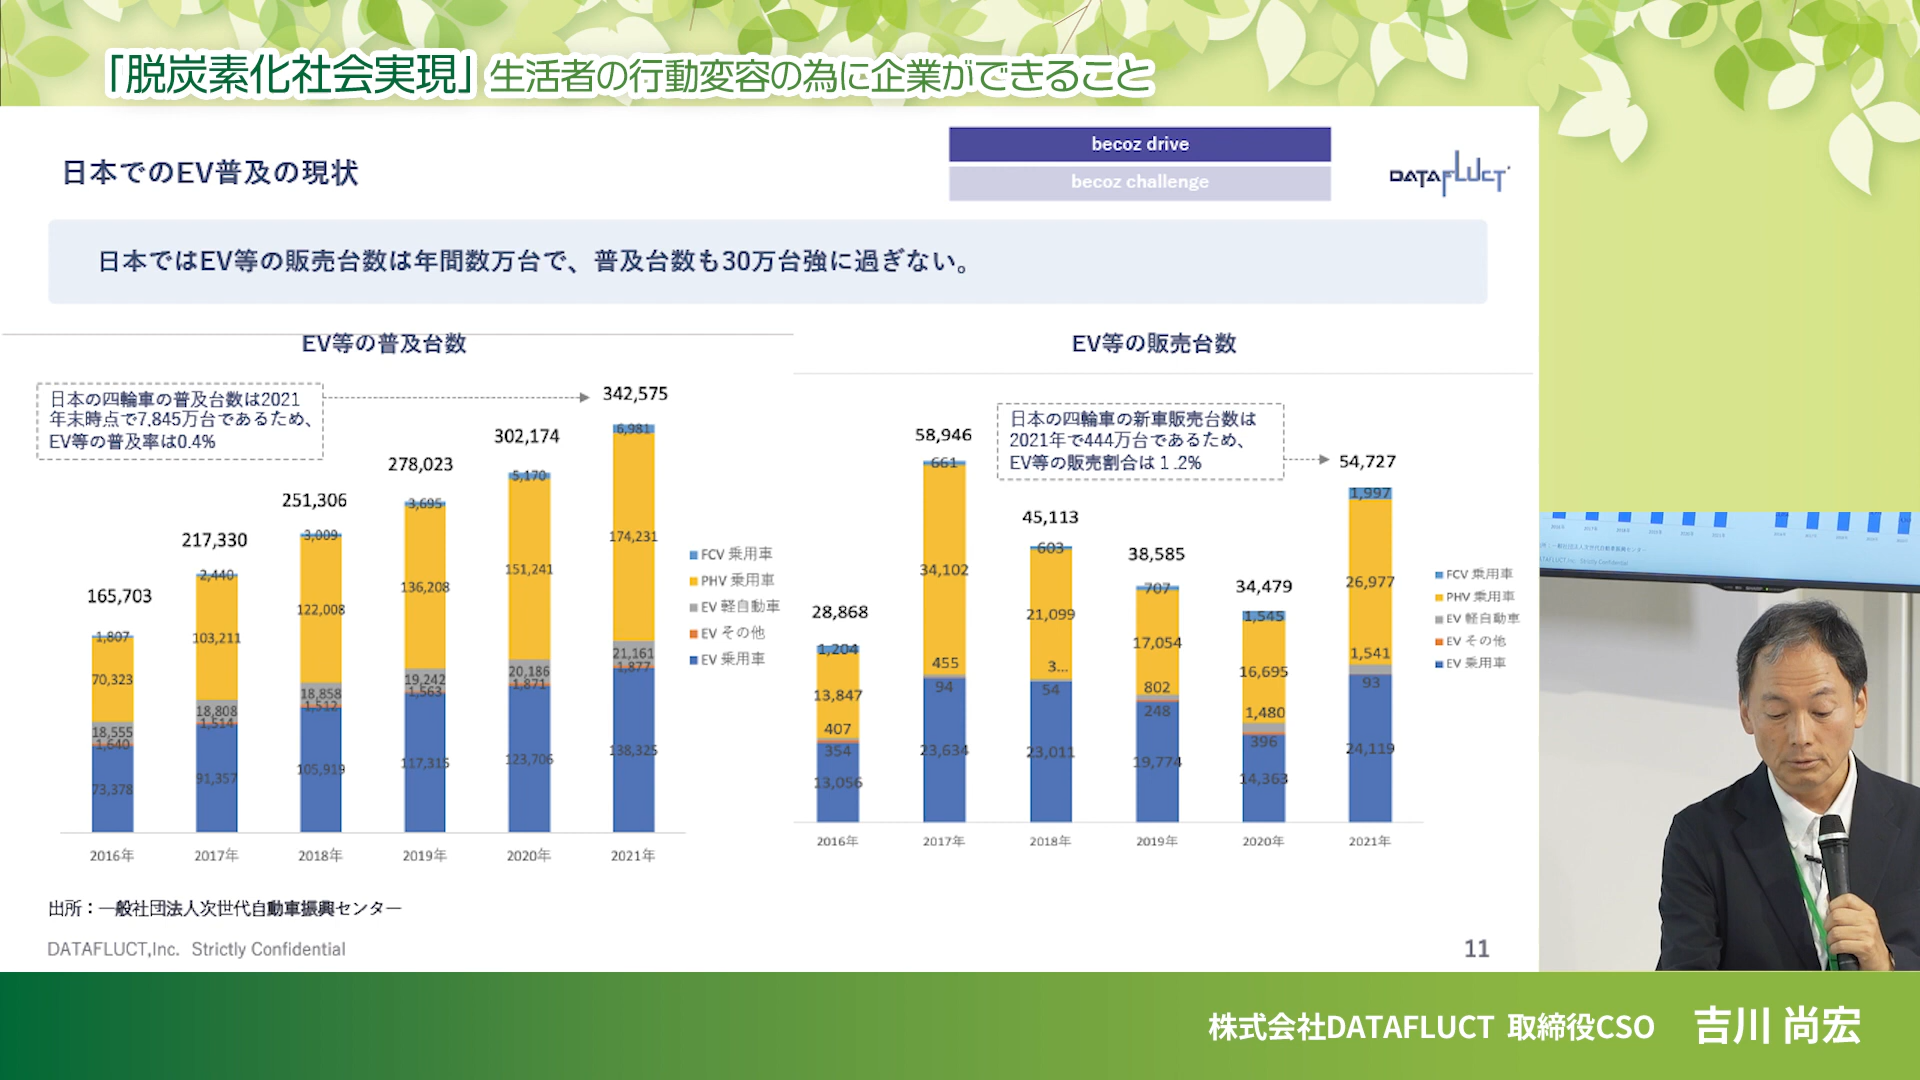 「脱炭素化社会実現」生活者の行動変容の為に企業ができること
日本でのEV普及の現状
becoz drive
becoz challenge
DATAFLUCT
日本ではEV等の販売台数は年間数万台で、普及台数も30万台強に過ぎない。
EV等の普及台数
日本の四輪車の普及台数は2021
年末時点で7,845万台であるため、
EV等の普及率は0.4%
165,703
217,330
251,306
278,023
302,174
342,575
1,807
2,440
3,009
3,695
5,170
6,981
70,323
103,211
122,008
136,208
151,241
174,231
18,555
18,808
18,858
19,242
20,186
21,161
1,640
1,514
1,512
1,563
1,871
1,877
73,378
91,357
105,919
117,315
123,706
138,325
2016年
2017年
2018年
2019年
2020年
2021年
FCV 乗用車
PHV 乗用車
EV 軽自動車
EV その他
EV 乗用車
EV等の販売台数
日本の四輪車の新車販売台数は
2021年で444万台であるため、
EV等の販売割合は1.2%
28,868
58,946
45,113
38,585
34,479
54,727
1,204
661
603
707
1,545
1,997
13,847
34,102
21,099
17,054
16,695
26,977
407
455
3...
802
1,480
1,541
354
94
54
248
396
93
13,056
23,634
23,011
19,774
14,363
24,119
2016年
2017年
2018年
2019年
2020年
2021年
FCV 乗用車
PHV 乗用車
EV 軽自動車
EV その他
EV 乗用車
出所：一般社団法人次世代自動車振興センター
DATAFLUCT,Inc. Strictly Confidential
11
株式会社DATAFLUCT 取締役CSO 吉川 尚宏